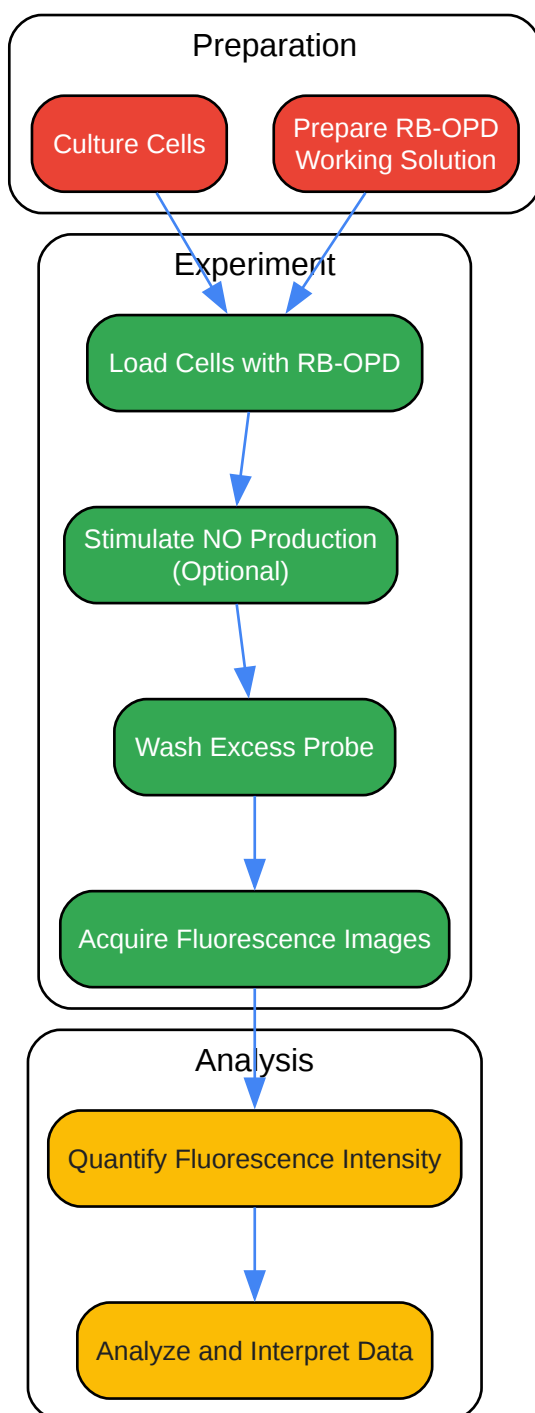 Preparation
Culture Cells
Prepare RB-OPD
Working Solution
Experiment
Load Cells with RB-OPD
Stimulate NO Production
(Optional)
Wash Excess Probe
Acquire Fluorescence Images
Analysis
Quantify Fluorescence Intensity
Analyze and Interpret Data